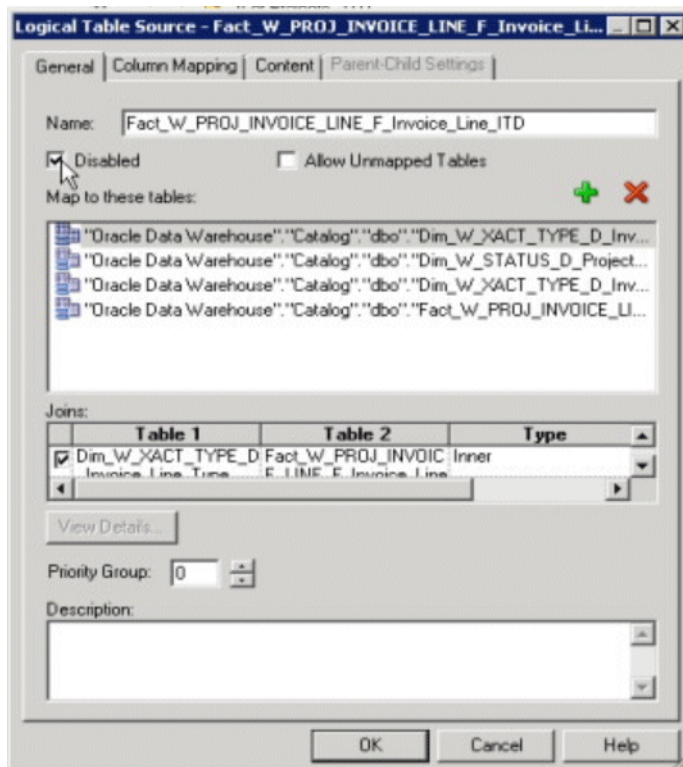 Logical Table Source - Fact_W_PROJ_INVOICE_LINE_F_Invoice_Li...
General Column Mapping Content Parent-Child Settings
Name: Fact_W_PROJ_INVOICE_LINE_F_Invoice_Line_ITD
Disabled Allow Unmapped Tables
Map to these tables:
"Oracle Data Warehouse"."Catalog"."dbo"."Dim_W_XACT_TYPE_D_Inv...
"Oracle Data Warehouse"."Catalog"."dbo"."Dim_W_STATUS_D_Project...
"Oracle Data Warehouse"."Catalog"."dbo"."Dim_W_XACT_TYPE_D_Inv...
"Oracle Data Warehouse"."Catalog"."dbo"."Fact_W_PROJ_INVOICE_LI...
Joins:
Table 1 Table 2 Type
Dim_W_XACT_TYPE_D Fact_W_PROJ_INVOIC Inner
_Invoice_Line_Type E_LINE_F_Invoice_Line
View Details...
Priority Group: 0
Description:
OK Cancel Help